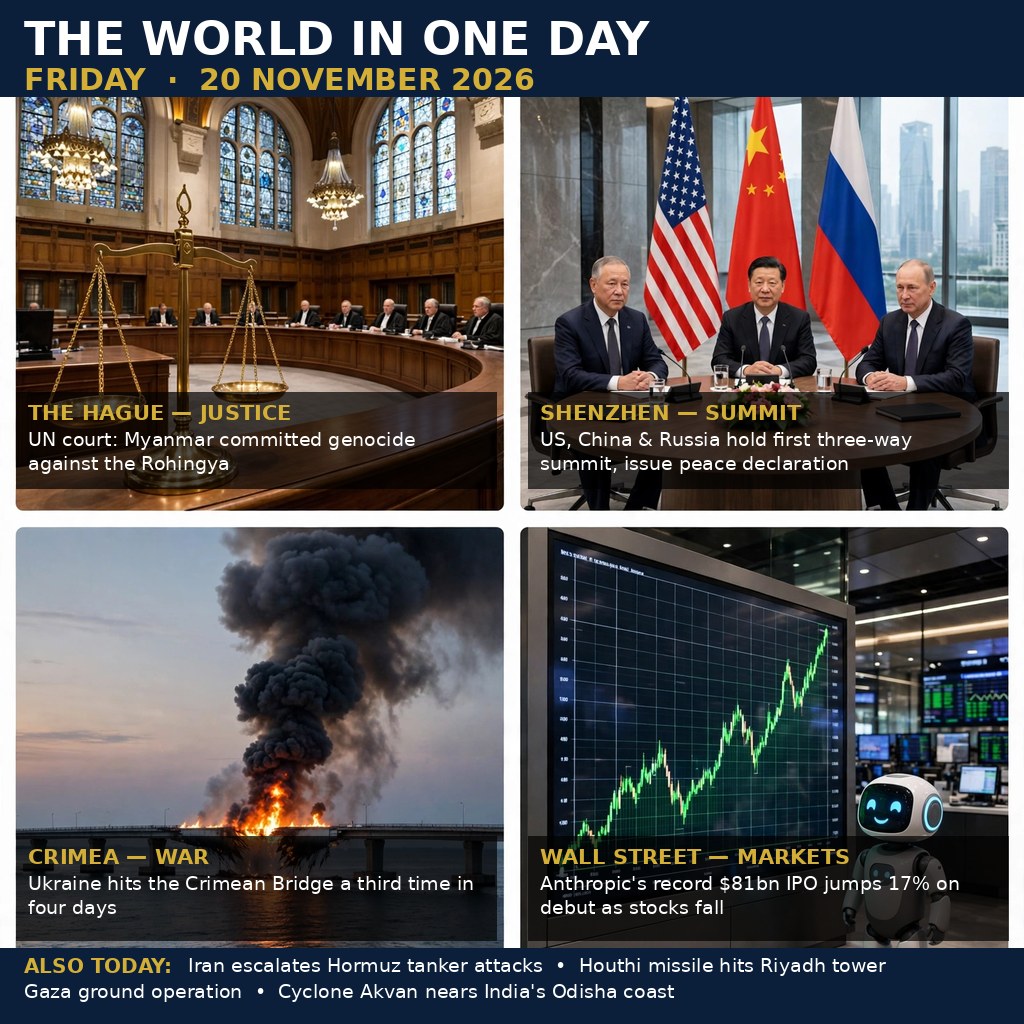 THE WORLD IN ONE DAY
FRIDAY · 20 NOVEMBER 2026
THE HAGUE — JUSTICE
UN court: Myanmar committed genocide
against the Rohingya
SHENZHEN — SUMMIT
US, China & Russia hold first three-way
summit, issue peace declaration
CRIMEA — WAR
Ukraine hits the Crimean Bridge a third time in
four days
WALL STREET — MARKETS
Anthropic's record $81bn IPO jumps 17% on
debut as stocks fall
ALSO TODAY: Iran escalates Hormuz tanker attacks • Houthi missile hits Riyadh tower
Gaza ground operation • Cyclone Akvan nears India's Odisha coast